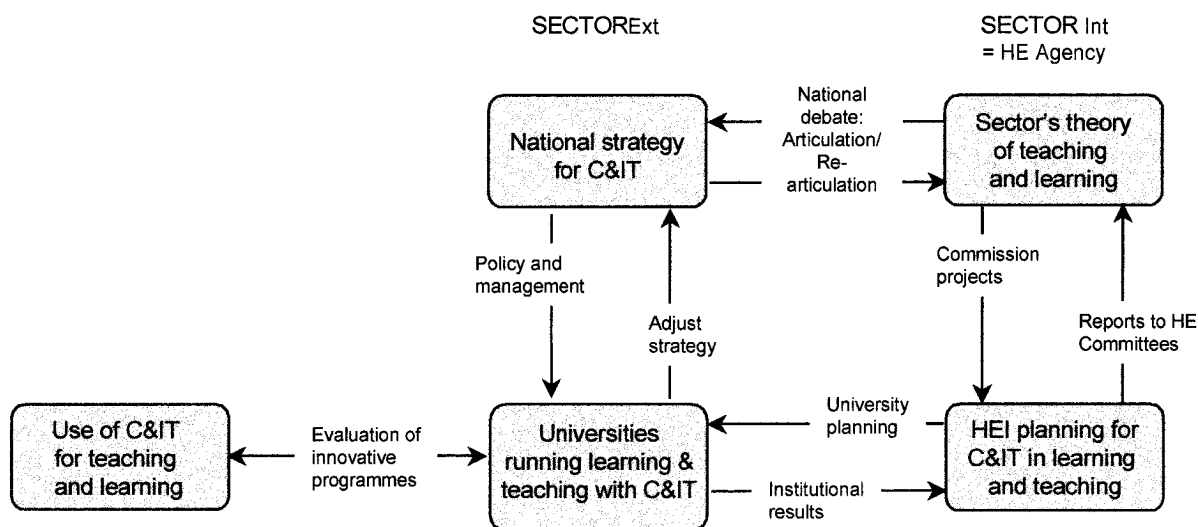 SECTORExt
SECTOR Int
= HE Agency
National strategy
for C&IT
National
debate:
Articulation/
Re-
articulation
Sector's theory
of teaching
and learning
Policy and
management
Adjust
strategy
Commission
projects
Reports to HE
Committees
Use of C&IT
for teaching
and learning
Evaluation of
innovative
programmes
Universities
running learning &
teaching with C&IT
University
planning
Institutional
results
HEI planning for
C&IT in learning
and teaching